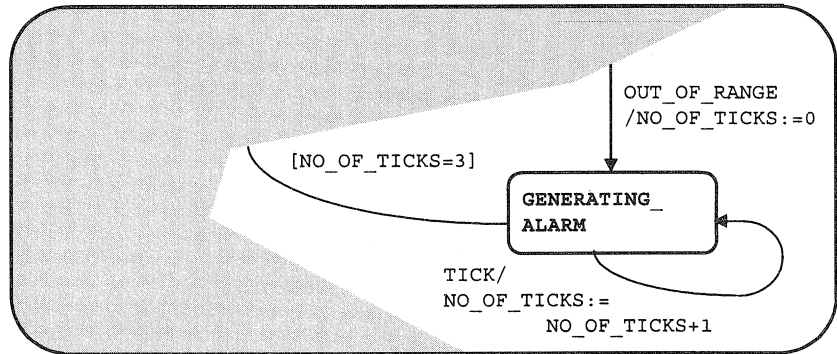 OUT_OF_RANGE
/NO_OF_TICKS:=0
[NO_OF_TICKS=3]
GENERATING_
ALARM
TICK/
NO_OF_TICKS:=
NO_OF_TICKS+1